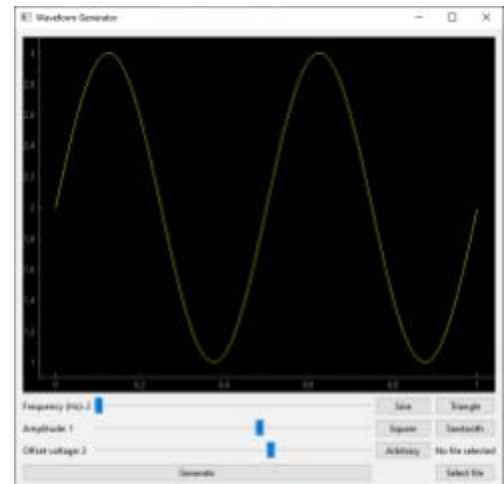 Waveform Generator
3
2.8
2.6
2.4
2.2
2
1.8
1.6
1.4
1.2
1
0 0.2 0.4 0.6 0.8 1
Frequency (Hz) 2 Sine Triangle
Amplitude 1 Square Sawtooth
Offset voltage 2 Arbitrary No file selected
Generate Select file